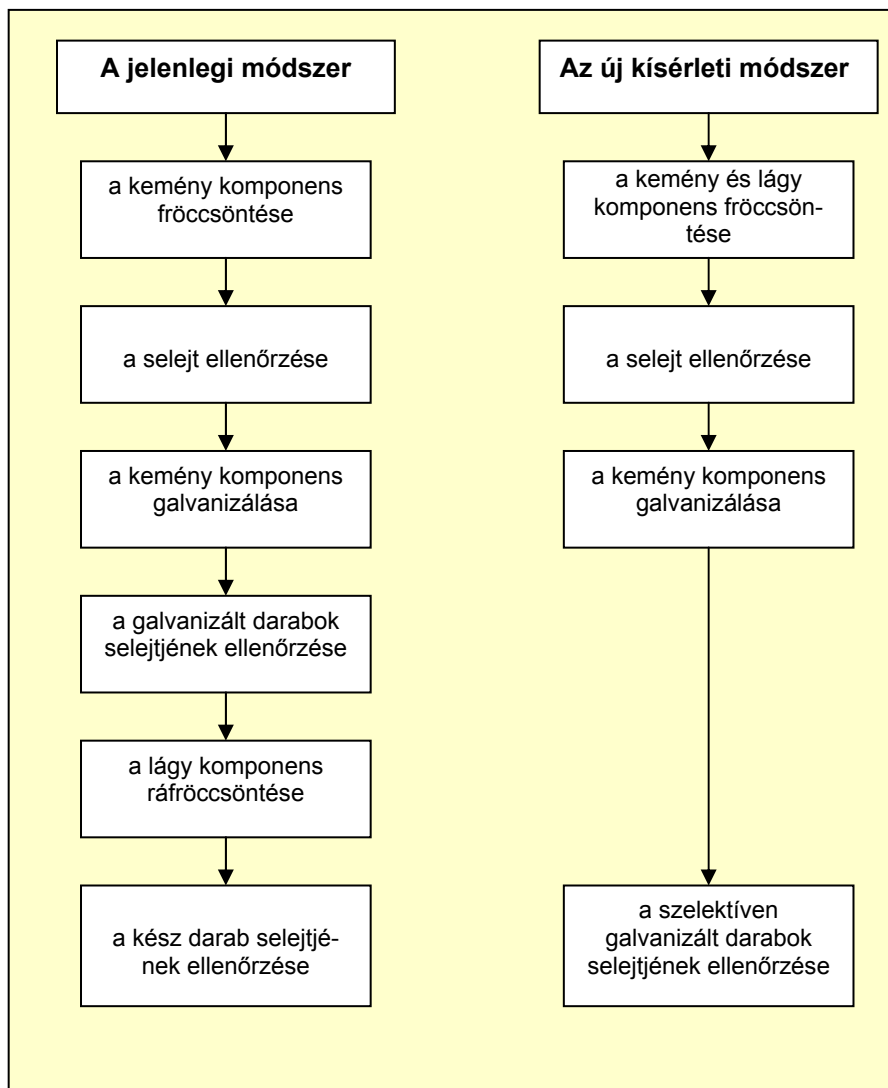 A jelenlegi módszer
a kemény komponens
fröccsöntése
a selejt ellenőrzése
a kemény komponens
galvanizálása
a galvanizált darabok
selejtjének ellenőrzése
a lágy komponens
ráfröccsöntése
a kész darab selejtjé-
nek ellenőrzése
Az új kísérleti módszer
a kemény és lágy
komponens fröccsön-
tése
a selejt ellenőrzése
a kemény komponens
galvanizálása
a szelektíven
galvanizált darabok
selejtjének ellenőrzése